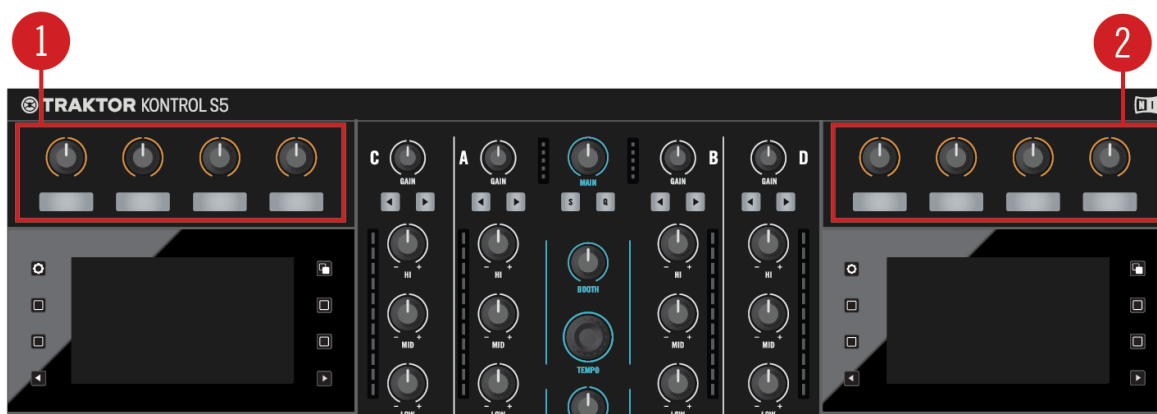 1
2
TRAKTOR KONTROL S5
C
A
B
D
GAIN
GAIN
MAIN
GAIN
GAIN
S
Q
- +
- +
- +
- +
HI
HI
HI
HI
BOOTH
- +
- +
- +
- +
MID
MID
MID
MID
TEMPO
- +
- +
- +
- +
LOW
LOW
LOW
LOW